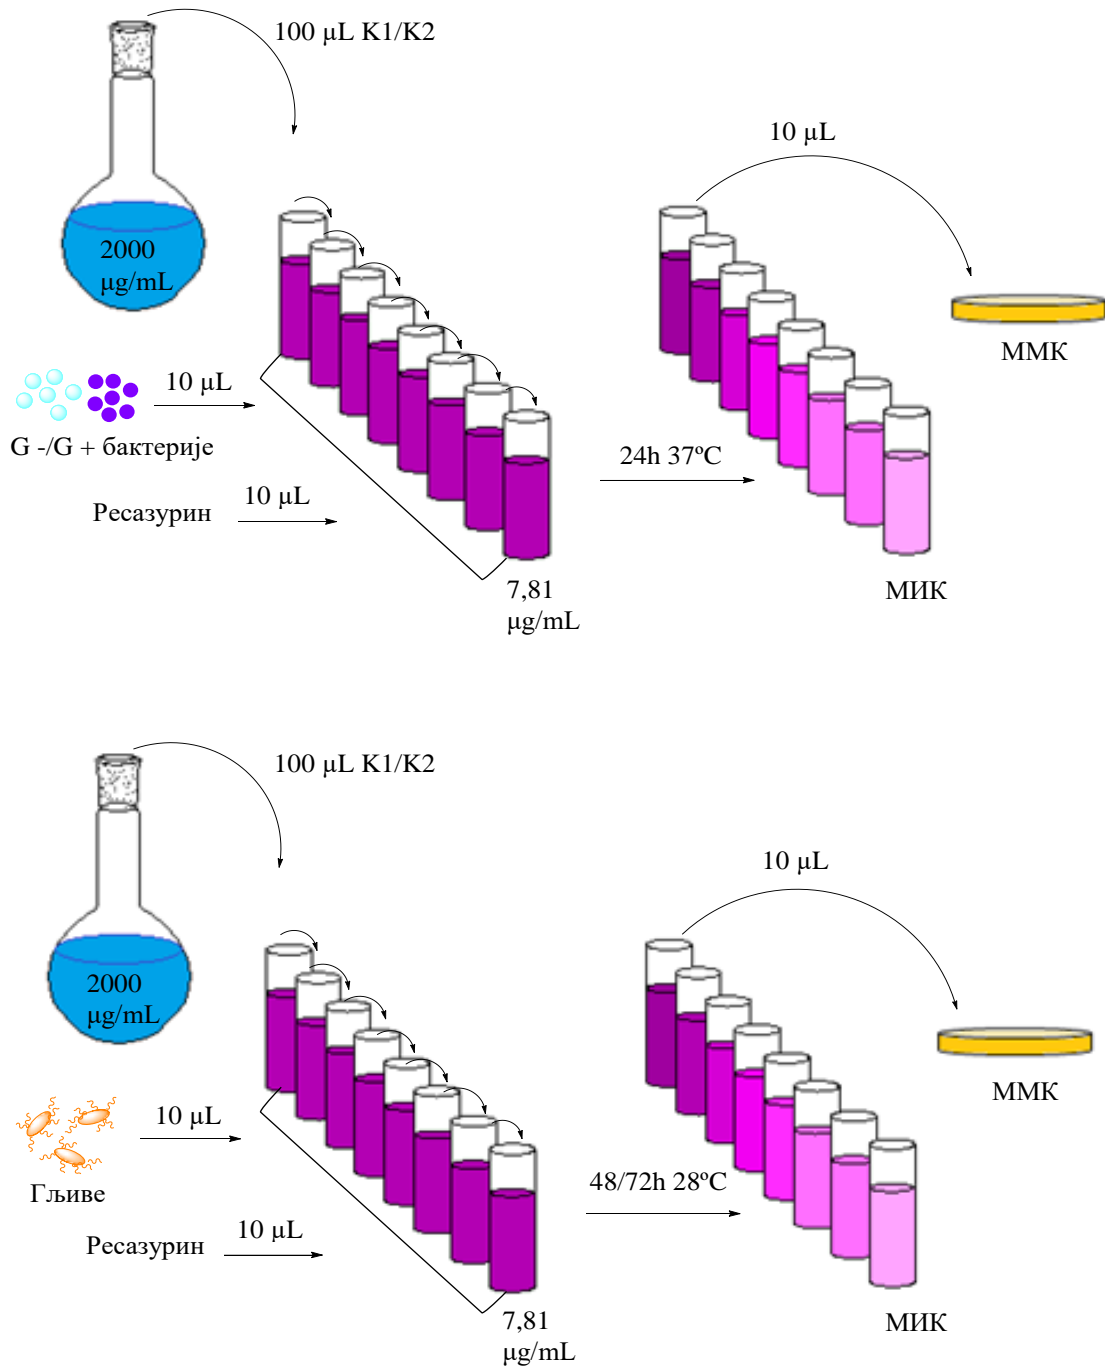 100 µL K1/K2
10 µL
2000
µg/mL
ММК
10 µL
G -/G + бактерије
24h 37ºC
10 µL
Ресазурин
7,81
µg/mL
МИК
100 µL K1/K2
10 µL
2000
µg/mL
ММК
10 µL
48/72h 28ºC
Гљиве
10 µL
Ресазурин
7,81
µg/mL
МИК